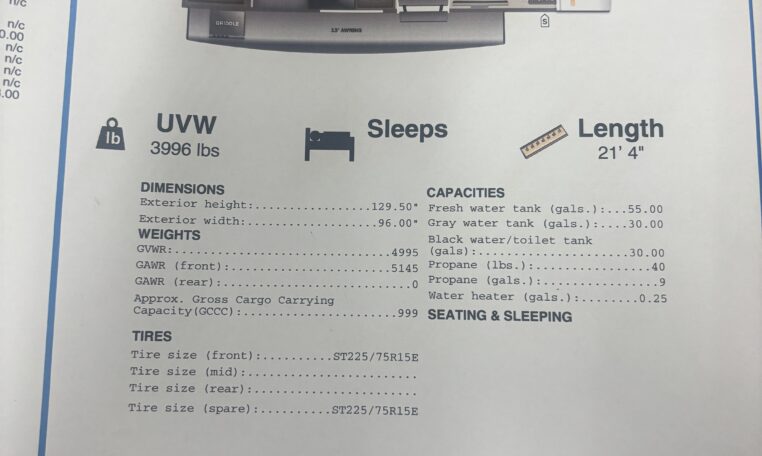 n/c
n/c
0.00
n/c
n/c
n/c
.00
GRIDDLE
13' AWNING
S
lb
UVW
3996 lbs
Sleeps
Length
21' 4"
DIMENSIONS
Exterior height:................129.50"
Exterior width:..................96.00"
WEIGHTS
GVWR:..............................4995
GAWR (front):......................5145
GAWR (rear):..........................0
Approx. Gross Cargo Carrying
Capacity(GCCC):.....................999
TIRES
Tire size (front):..........ST225/75R15E
Tire size (mid):......................
Tire size (rear):.....................
Tire size (spare):..........ST225/75R15E
CAPACITIES
Fresh water tank (gals.):...55.00
Gray water tank (gals.):....30.00
Black water/toilet tank
(gals):.....................30.00
Propane (lbs.):................40
Propane (gals.):................9
Water heater (gals.):........0.25
SEATING & SLEEPING